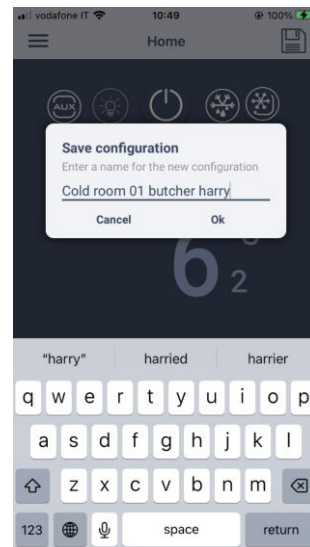 vodafone IT 10:49 100%
Home
AUX
Save configuration
Enter a name for the new configuration
Cold room 01 butcher harry
Cancel Ok
6
2
"harry" harried harrier
q w e r t y u i o p
a s d f g h j k l
z x c v b n m
123 space return